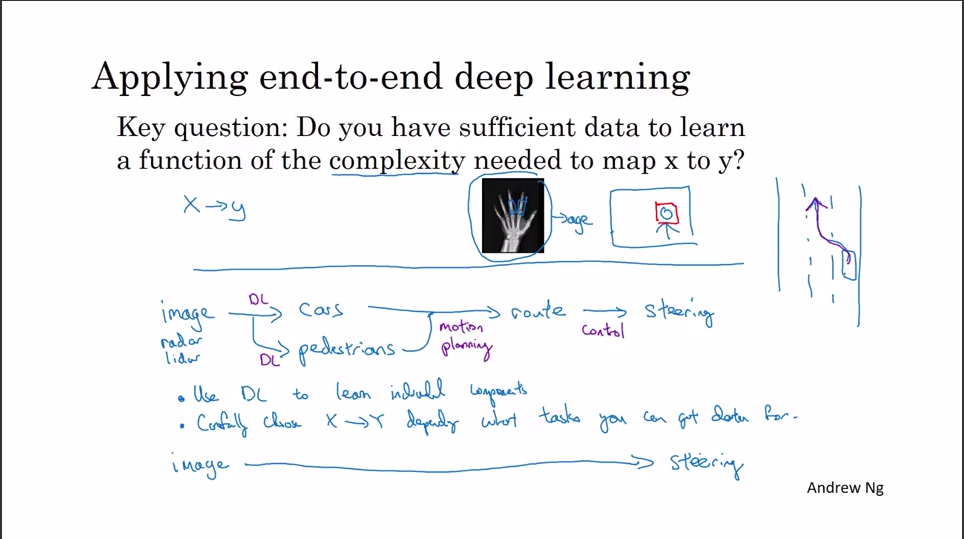 Applying end-to-end deep learning
Key question: Do you have sufficient data to learn
a function of the complexity needed to map x to y?
X → y
→ age
image DL → cars → route → steering
radar
lidar
DL → pedestrians
motion
planning
control
• Use DL to learn individual components
• Carefully choose X → Y depending what tasks you can get data for.
image → steering
Andrew Ng